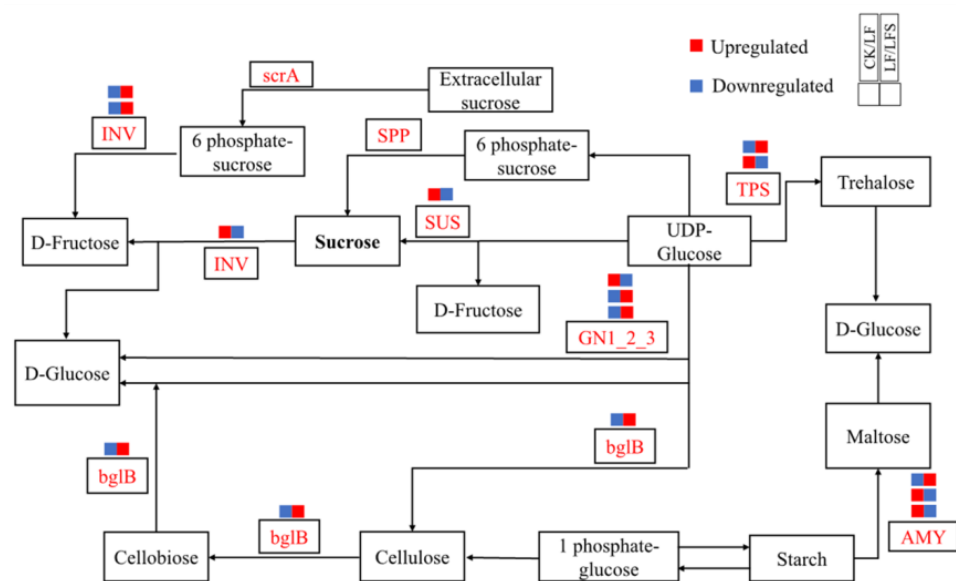 Upregulated
Downregulated
CK/LF
LF/LFS
scrA
Extracellular
sucrose
INV
6 phosphate-
sucrose
SPP
6 phosphate-
sucrose
TPS
Trehalose
D-Fructose
INV
Sucrose
SUS
UDP-
Glucose
D-Fructose
GN1_2_3
D-Glucose
D-Glucose
bglB
Maltose
bglB
bglB
AMY
Cellobiose
Cellulose
1 phosphate-
glucose
Starch